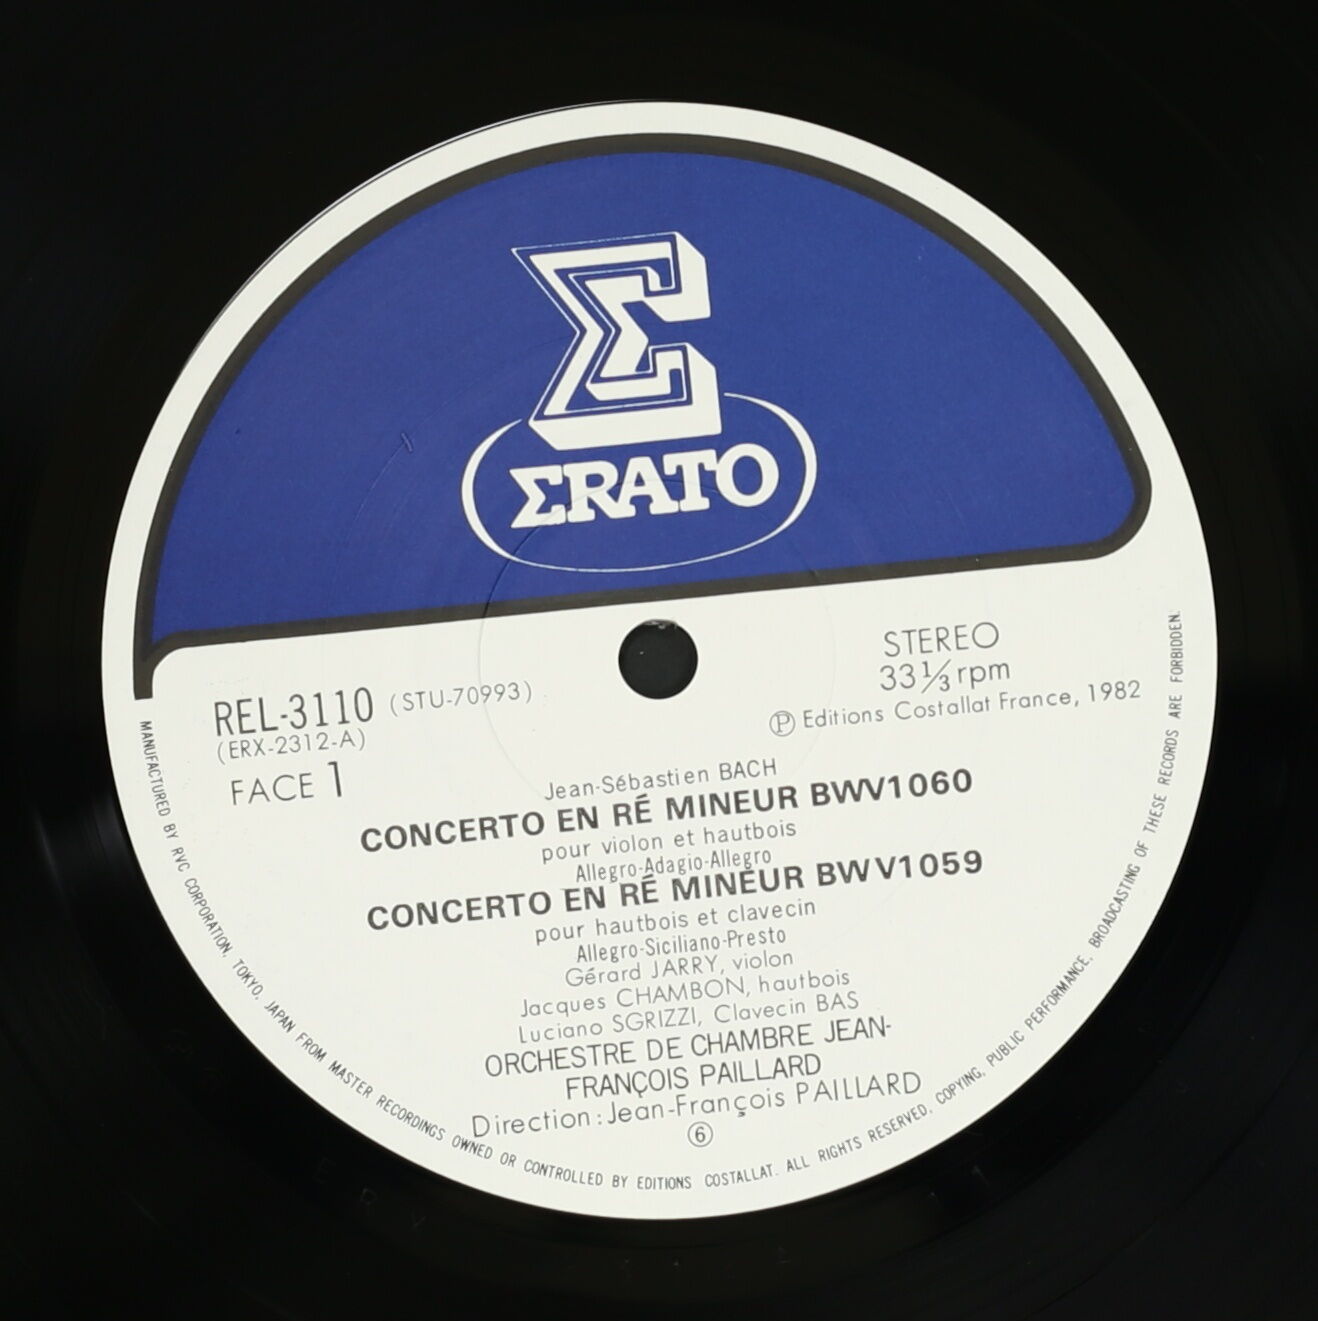 Σ
ΣRATO
STEREO
33⅓rpm
REL-3110 (STU-70993)
(ERX-2312-A)
FACE 1
Ⓟ Editions Costallat France, 1982
Jean-Sébastien BACH
CONCERTO EN RÉ MINEUR BWV1060
pour violon et hautbois
Allegro-Adagio-Allegro
CONCERTO EN RÉ MINEUR BWV1059
pour hautbois et clavecin
Allegro-Siciliano-Presto
Gérard JARRY, violon
Jacques CHAMBON, hautbois
Luciano SGRIZZI, Clavecin BAS
ORCHESTRE DE CHAMBRE JEAN-
FRANÇOIS PAILLARD
Direction : Jean-François PAILLARD
⑥
MANUFACTURED BY RVC CORPORATION, TOKYO, JAPAN FROM MASTER RECORDINGS OWNED OR CONTROLLED BY EDITIONS COSTALLAT. ALL RIGHTS RESERVED. COPYING, PUBLIC PERFORMANCE, BROADCASTING OF THESE RECORDS ARE FORBIDDEN.